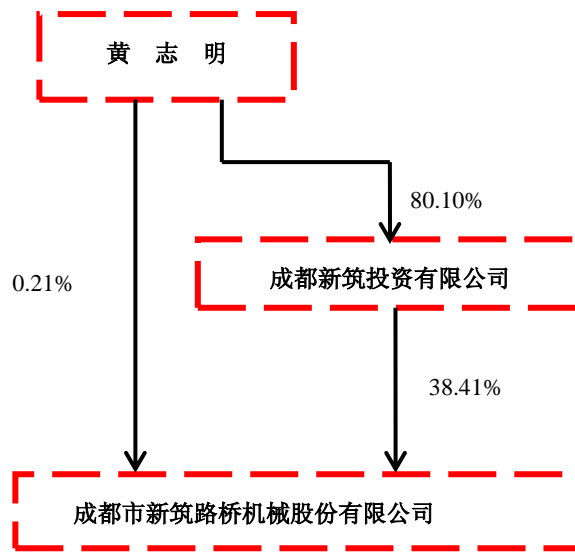 黄 志 明
80.10%
成都新筑投资有限公司
0.21%
38.41%
成都市新筑路桥机械股份有限公司